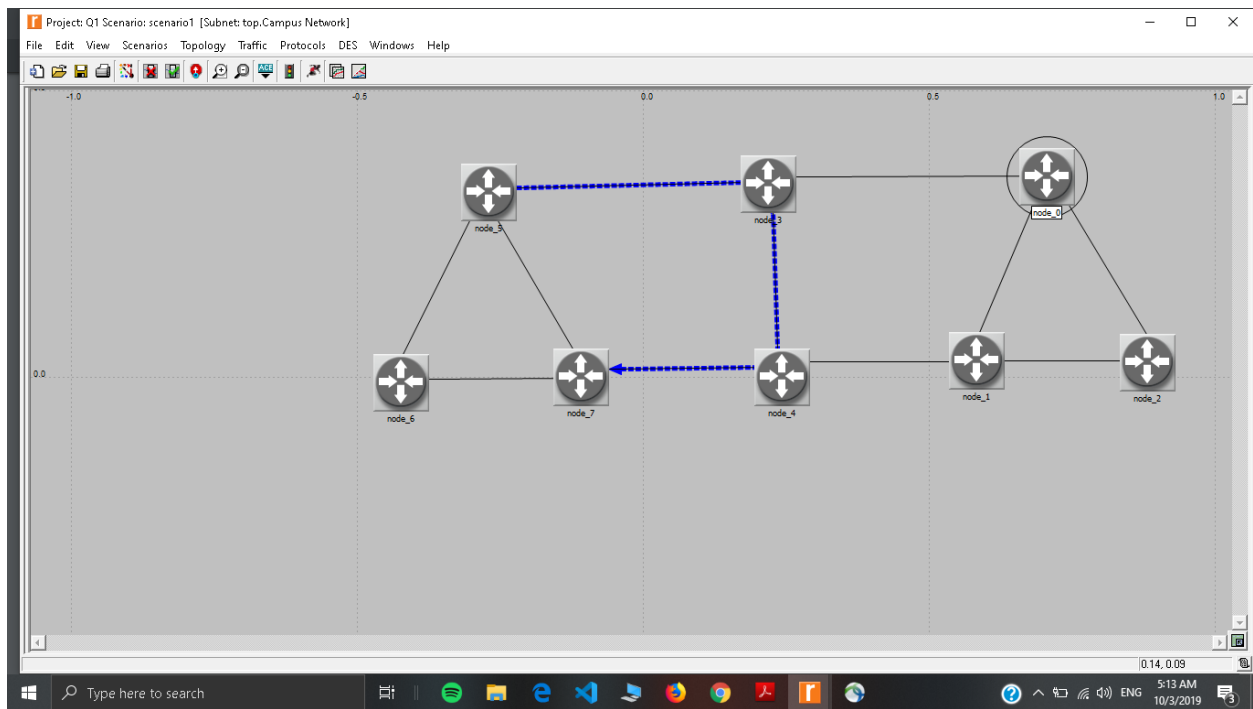 Project: Q1 Scenario: scenario1 [Subnet: top.Campus Network]
File Edit View Scenarios Topology Traffic Protocols DES Windows Help
ACE
-1.0 -0.5 0.0 0.5 1.0
node_5
node_3
node_0
0.0
node_6
node_7
node_4
node_1
node_2
0.14, 0.09
Type here to search
ENG
5:13 AM
10/3/2019
3